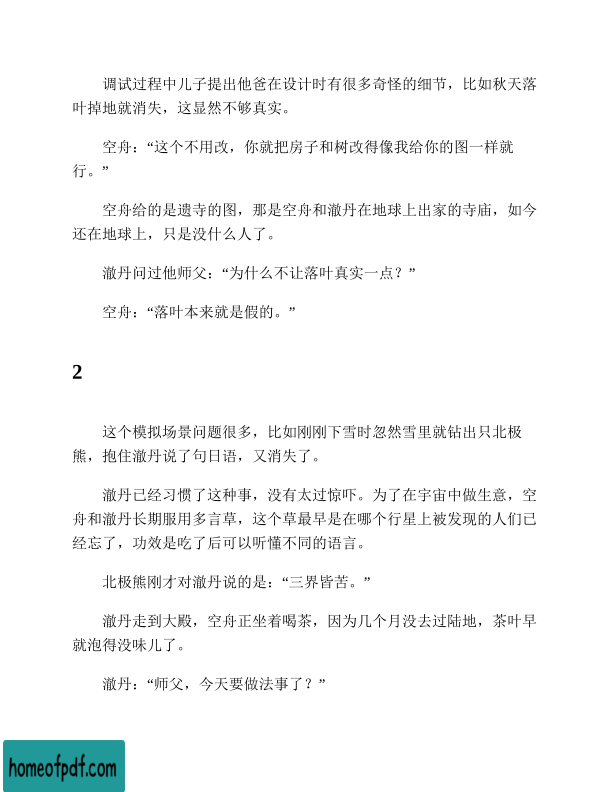 调试过程中儿子提出他爸在设计时有很多奇怪的细节，比如秋天落
叶掉地就消失，这显然不够真实。
空舟：“这个不用改，你就把房子和树改得像我给你的图一样就
行。”
空舟给的是遗寺的图，那是空舟和澈丹在地球上出家的寺庙，如今
还在地球上，只是没什么人了。
澈丹问过他师父：“为什么不让落叶真实一点？”
空舟：“落叶本来就是假的。”
2
这个模拟场景问题很多，比如刚刚下雪时忽然雪里就钻出只北极
熊，抱住澈丹说了句日语，又消失了。
澈丹已经习惯了这种事，没有太过惊吓。为了在宇宙中做生意，空
舟和澈丹长期服用多言草，这个草最早是在哪个行星上被发现的人们已
经忘了，功效是吃了后可以听懂不同的语言。
北极熊刚才对澈丹说的是：“三界皆苦。”
澈丹走到大殿，空舟正坐着喝茶，因为几个月没去过陆地，茶叶早
就泡得没味儿了。
澈丹：“师父，今天要做法事了？”
homeofpdf.com